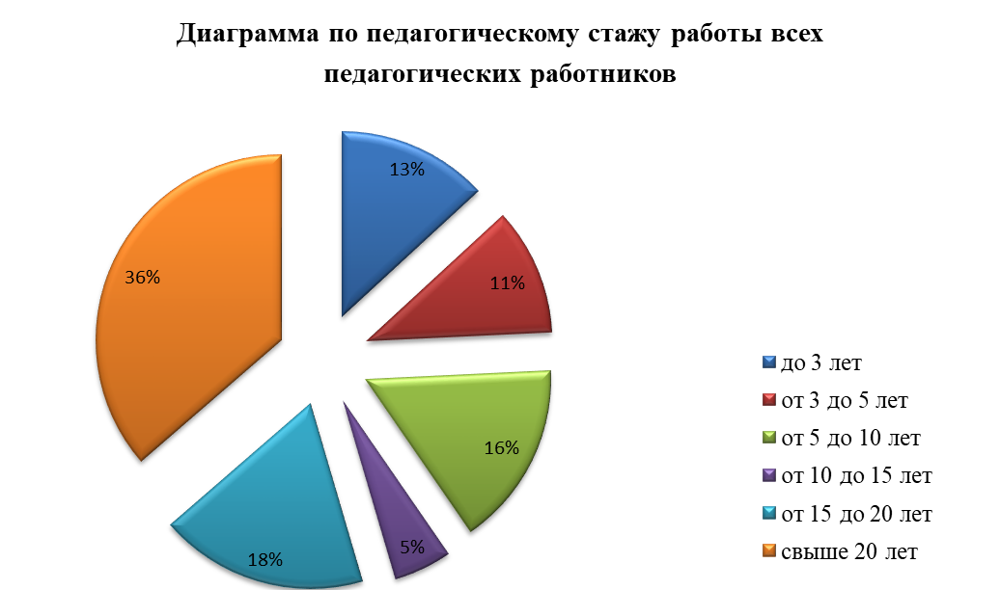 Диаграмма по педагогическому стажу работы всех
педагогических работников
13%
11%
36%
16%
5%
18%
до 3 лет
от 3 до 5 лет
от 5 до 10 лет
от 10 до 15 лет
от 15 до 20 лет
свыше 20 лет